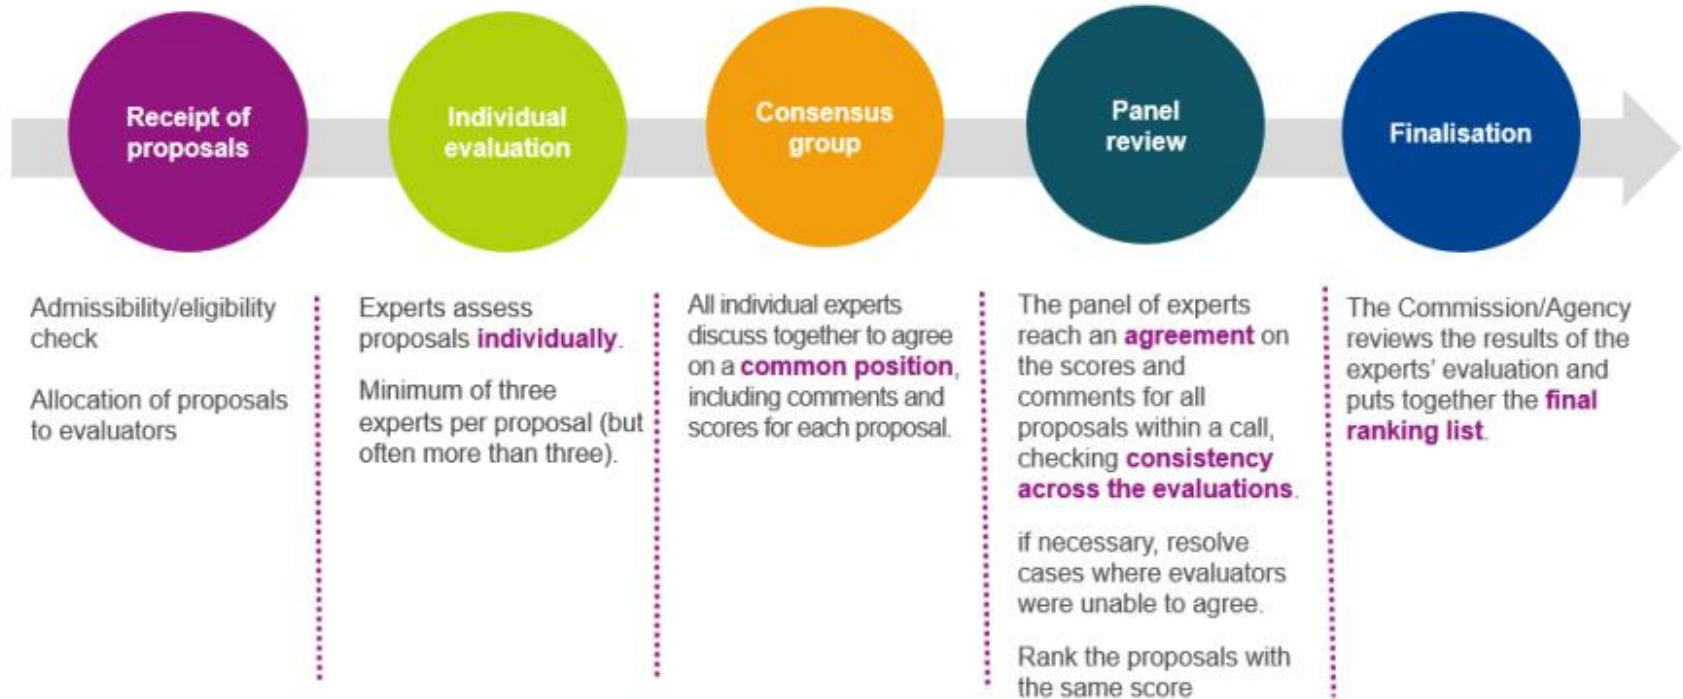 Receipt of
proposals
Individual
evaluation
Consensus
group
Panel
review
Finalisation
Admissibility/eligibility
check
Allocation of proposals
to evaluators
Experts assess
proposals individually.
Minimum of three
experts per proposal (but
often more than three).
All individual experts
discuss together to agree
on a common position,
including comments and
scores for each proposal.
The panel of experts
reach an agreement on
the scores and
comments for all
proposals within a call,
checking consistency
across the evaluations.
if necessary, resolve
cases where evaluators
were unable to agree.
Rank the proposals with
the same score
The Commission/Agency
reviews the results of the
experts' evaluation and
puts together the final
ranking list.